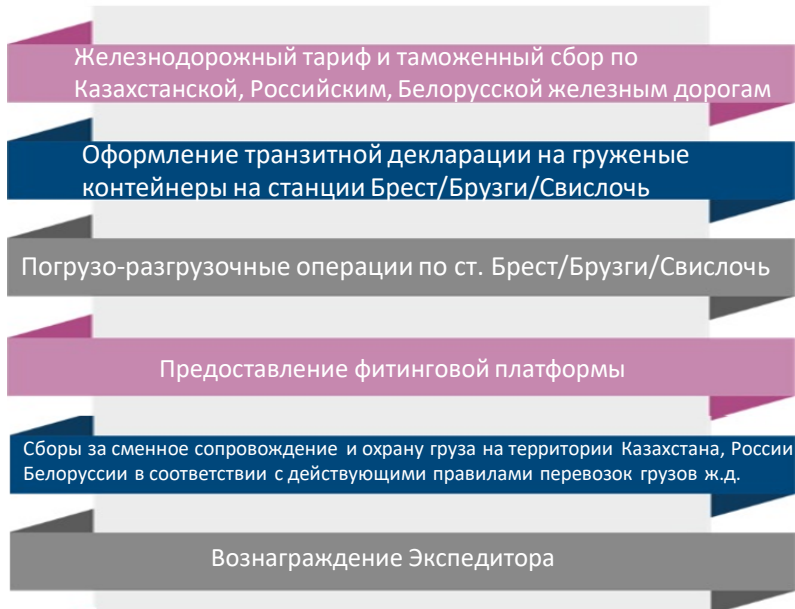 Железнодорожный тариф и таможенный сбор по
Казахстанской, Российским, Белорусской железным дорогам
Оформление транзитной декларации на груженые
контейнеры на станции Брест/Брузги/Свислочь
Погрузо-разгрузочные операции по ст. Брест/Брузги/Свислочь
Предоставление фитинговой платформы
Сборы за сменное сопровождение и охрану груза на территории Казахстана, России
Белоруссии в соответствии с действующими правилами перевозок грузов ж.д.
Вознаграждение Экспедитора